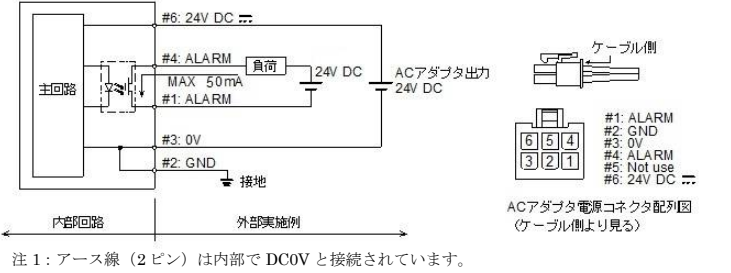 #6: 24V DC
#4: ALARM
負荷
24V DC
ACアダプタ出力
24V DC
主回路
MAX 50mA
#1: ALARM
#3: 0V
#2: GND
接地
内部回路
外部実施例
ケーブル側
6 5 4
3 2 1
#1: ALARM
#2: GND
#3: 0V
#4: ALARM
#5: Not use
#6: 24V DC
ACアダプタ電源コネクタ配列図
（ケーブル側より見る）
注 1：アース線（2 ピン）は内部で DC0V と接続されています。